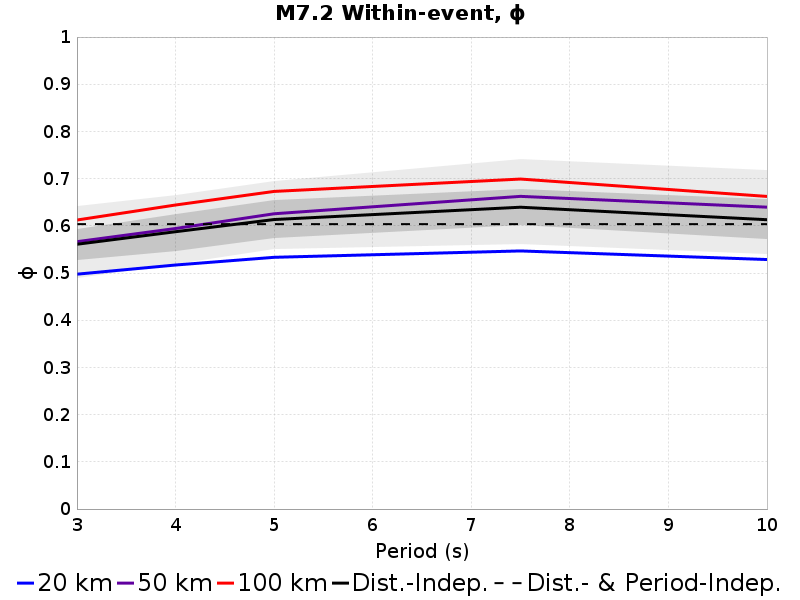 M7.2 Within-event, ϕ
1
0.9
0.8
0.7
0.6
0.5
0.4
0.3
0.2
0.1
0
ϕ
3 4 5 6 7 8 9 10
Period (s)
20 km 50 km 100 km Dist.-Indep. Dist.- & Period-Indep.